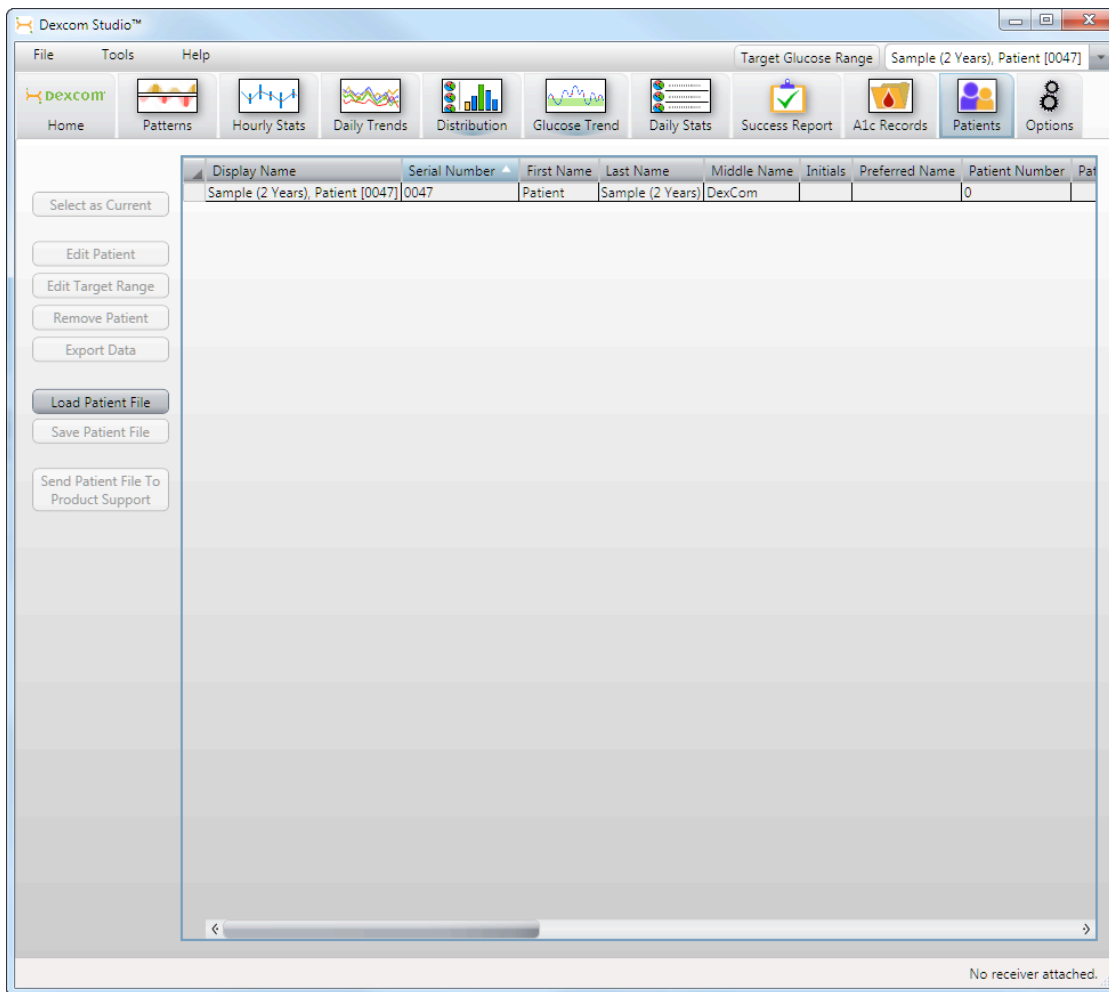 Dexcom Studio™
File Tools Help Target Glucose Range Sample (2 Years), Patient [0047]
Dexcom
Home Patterns Hourly Stats Daily Trends Distribution Glucose Trend Daily Stats Success Report A1c Records Patients Options
Display Name Serial Number First Name Last Name Middle Name Initials Preferred Name Patient Number Pat
Sample (2 Years), Patient [0047] 0047 Patient Sample (2 Years) DexCom 0
Select as Current
Edit Patient
Edit Target Range
Remove Patient
Export Data
Load Patient File
Save Patient File
Send Patient File To
Product Support
No receiver attached.